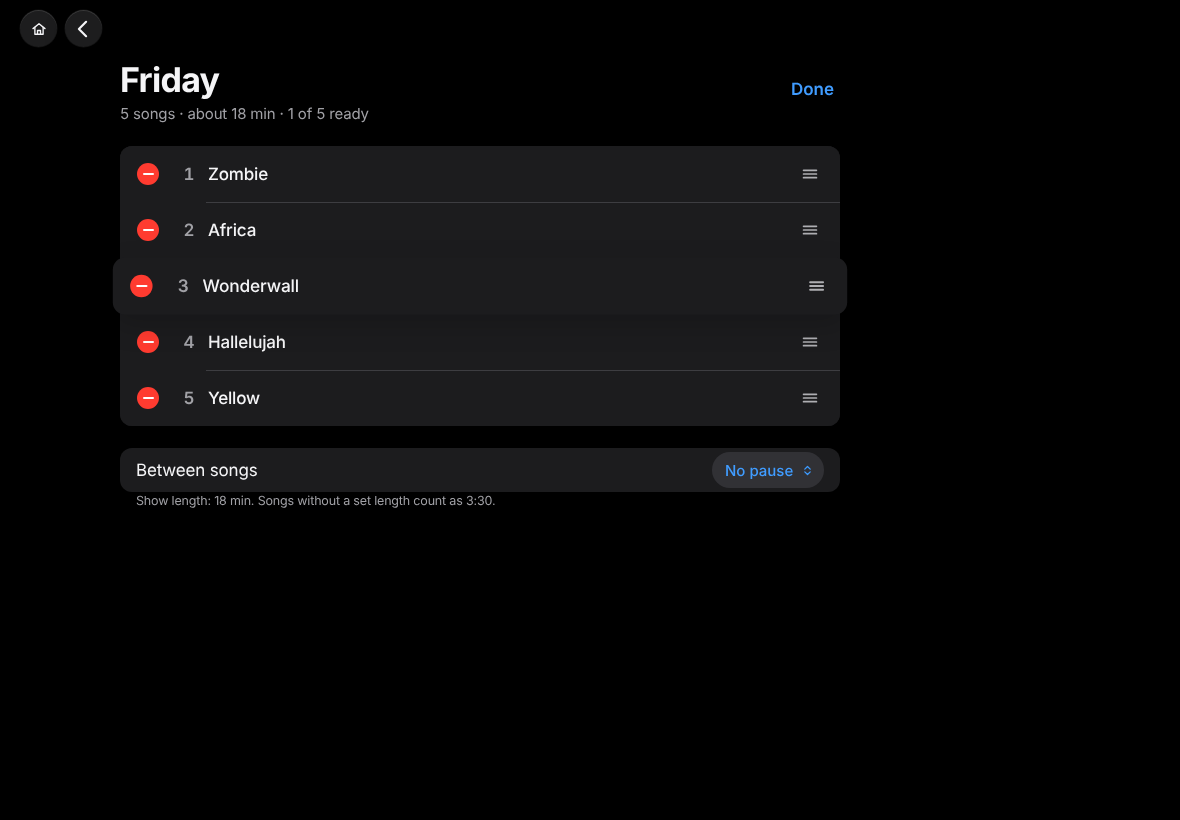 Friday
Done
5 songs · about 18 min · 1 of 5 ready
1 Zombie
2 Africa
3 Wonderwall
4 Hallelujah
5 Yellow
Between songs No pause
Show length: 18 min. Songs without a set length count as 3:30.